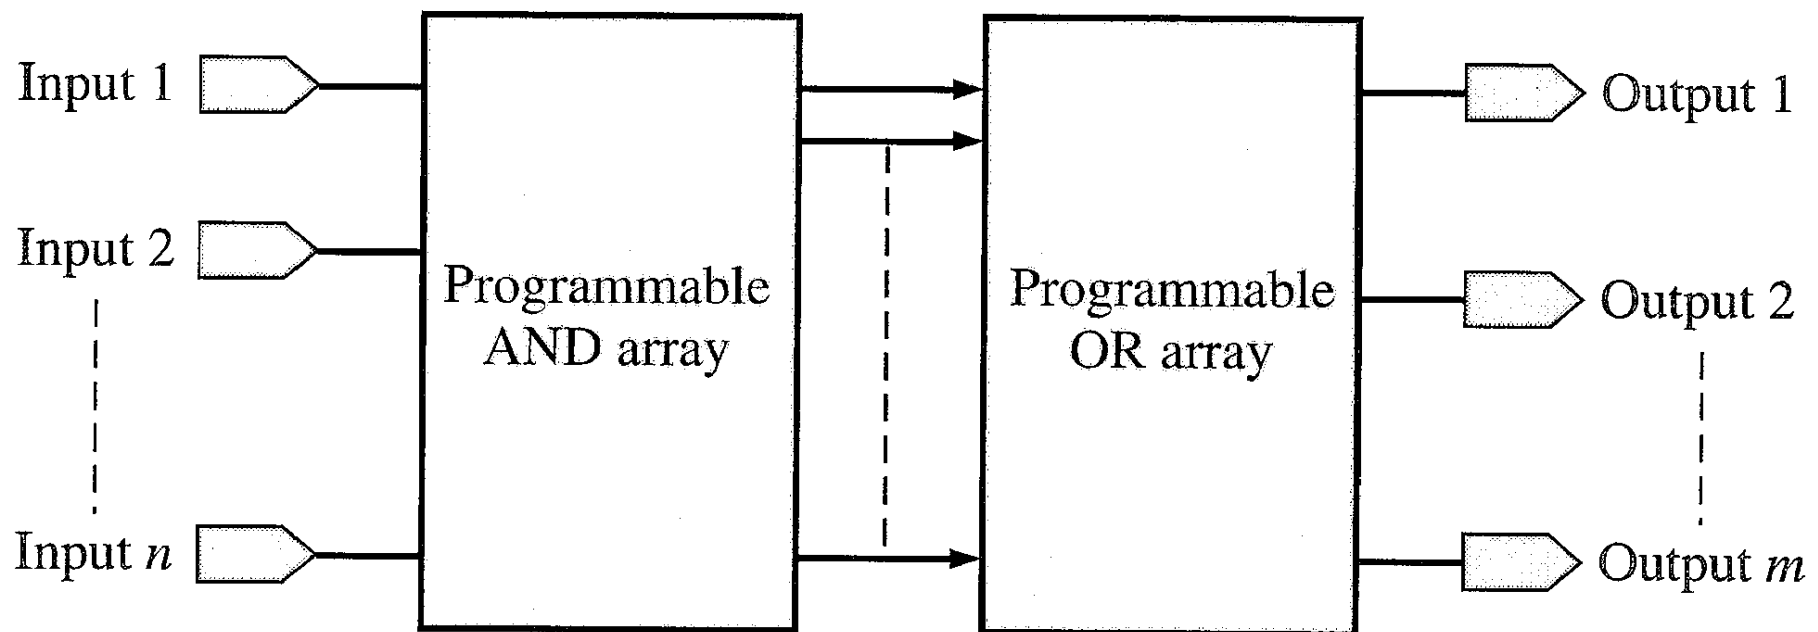 Input 1
Input 2
Input n
Programmable
AND array
Programmable
OR array
Output 1
Output 2
Output m